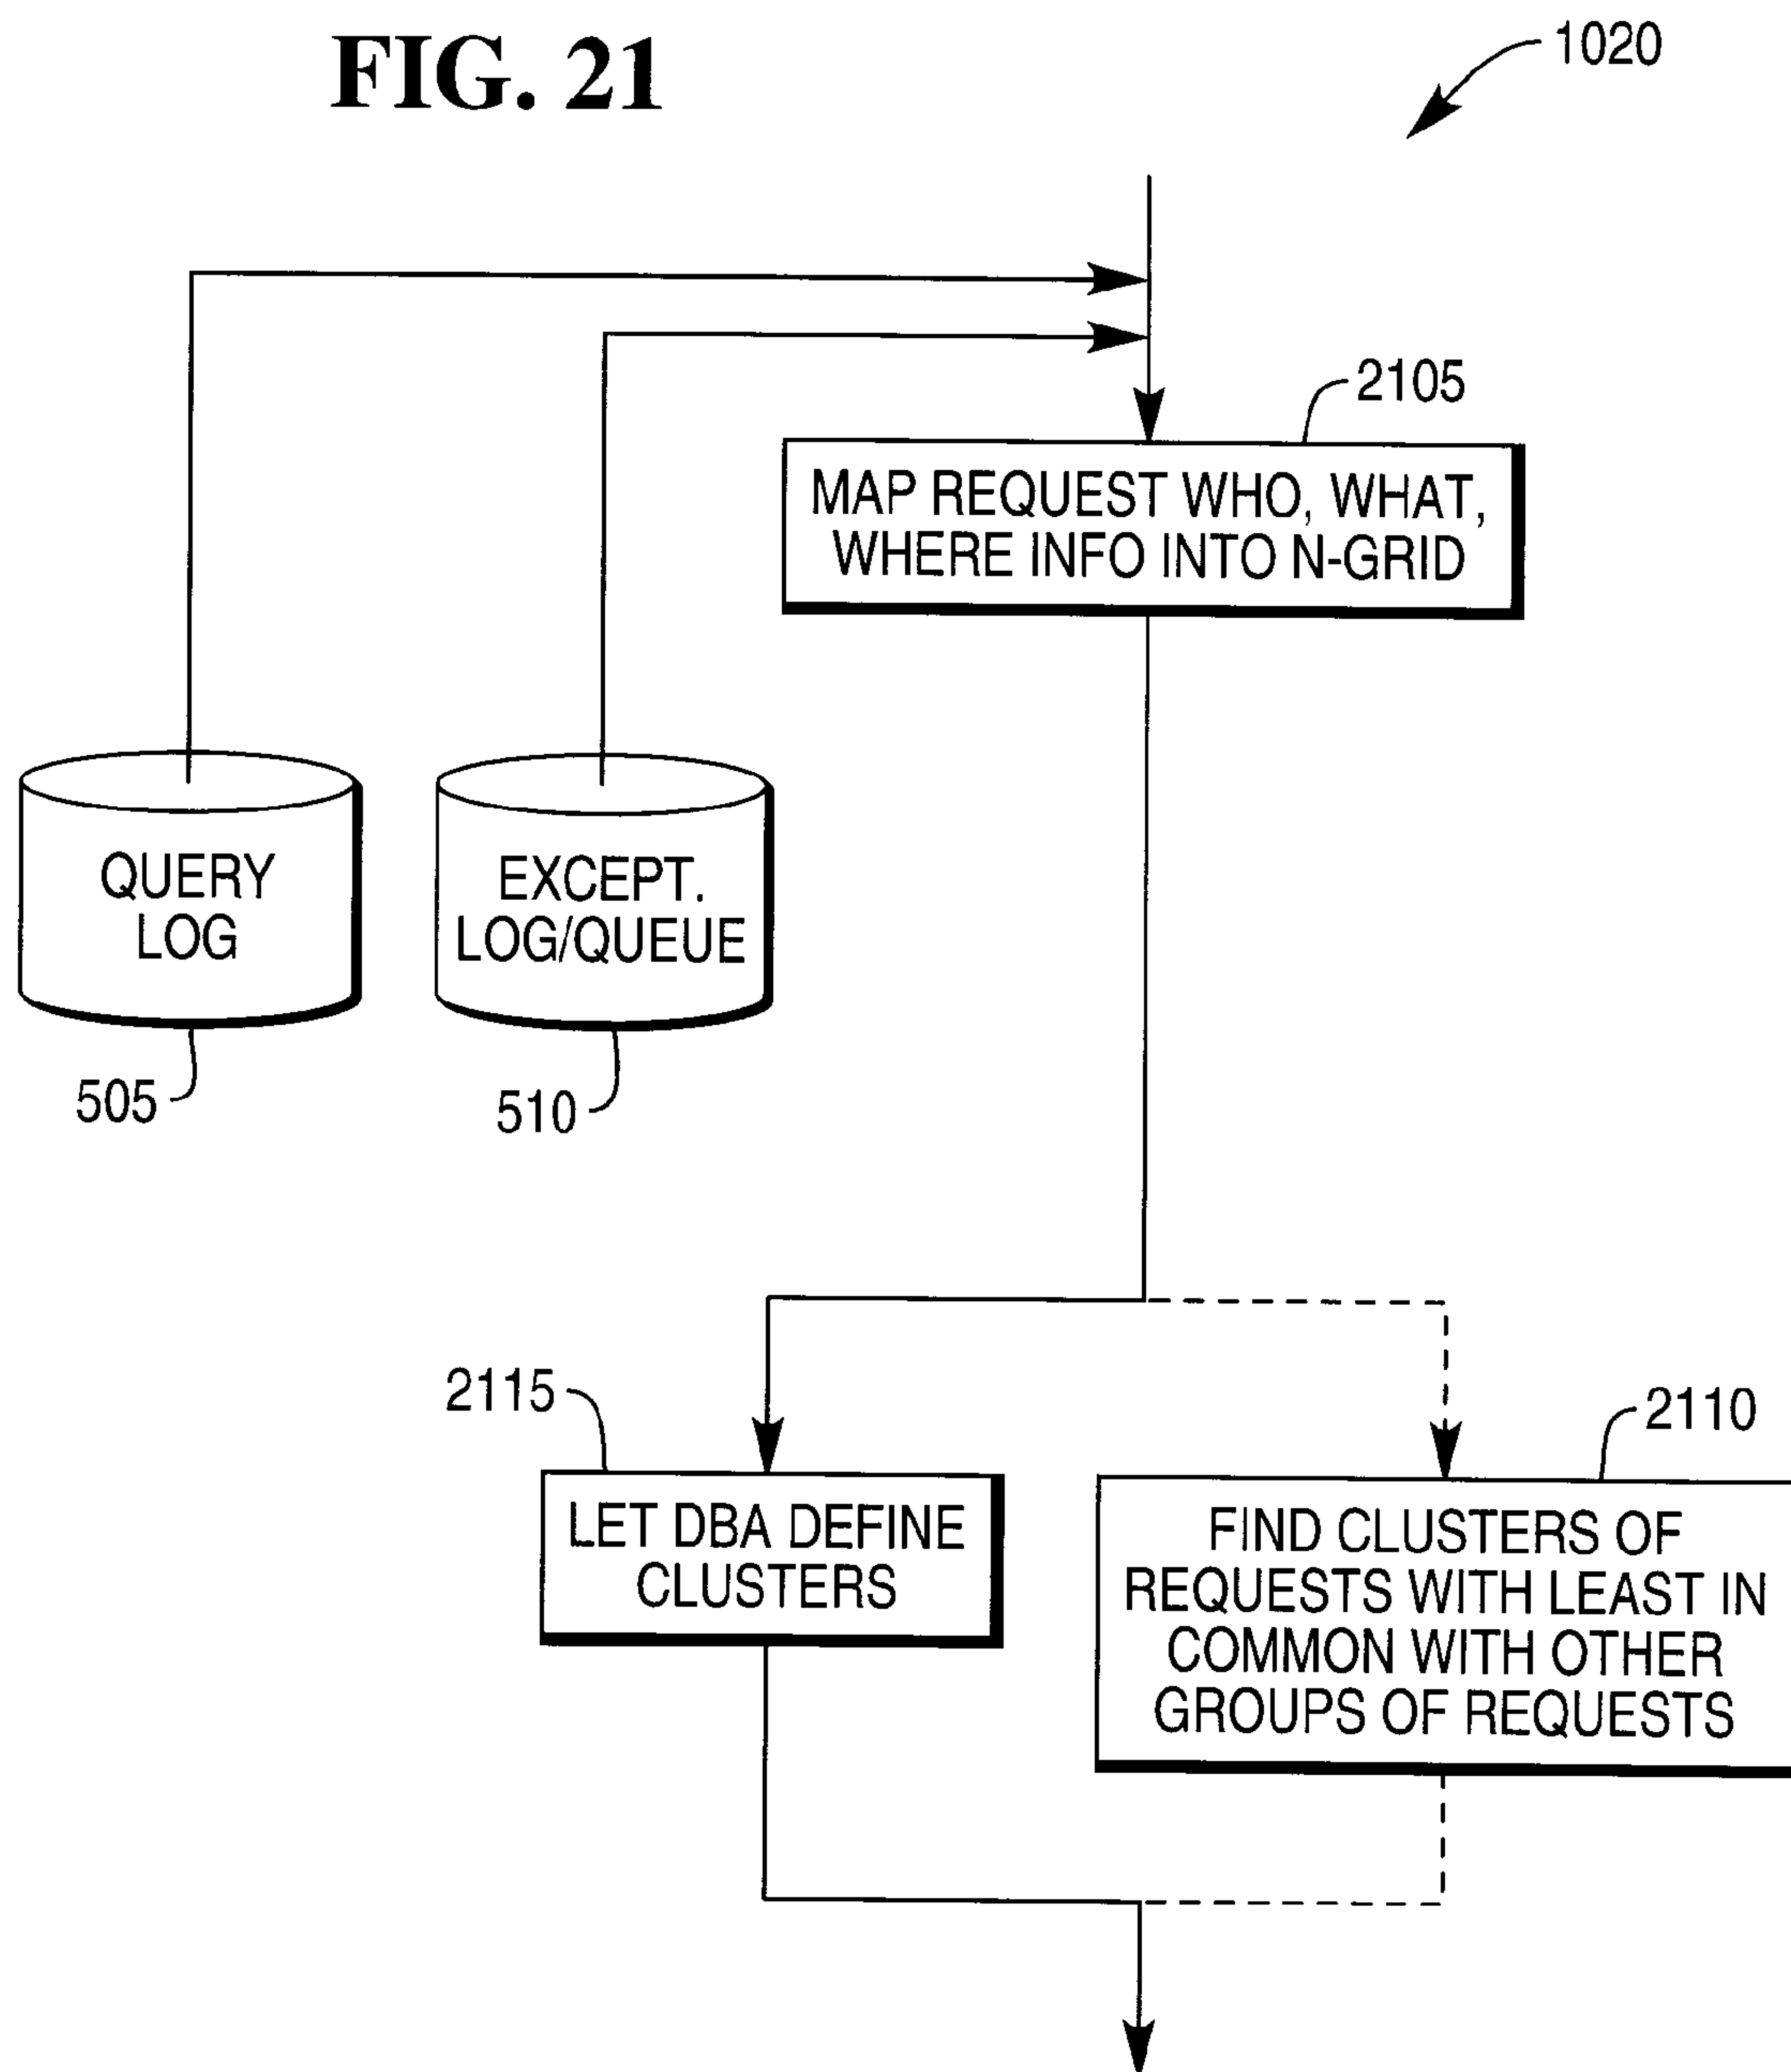 FIG. 21
1020
2105
MAP REQUEST WHO, WHAT,
WHERE INFO INTO N-GRID
QUERY
LOG
EXCEPT.
LOG/QUEUE
505
510
2115
2110
LET DBA DEFINE
CLUSTERS
FIND CLUSTERS OF
REQUESTS WITH LEAST IN
COMMON WITH OTHER
GROUPS OF REQUESTS